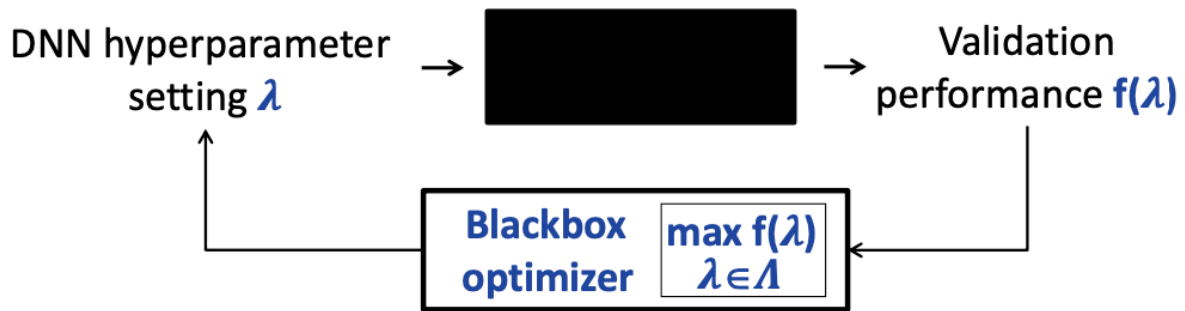 DNN hyperparameter
setting λ
Validation
performance f(λ)
Blackbox
optimizer
max f(λ)
λ∈Λ